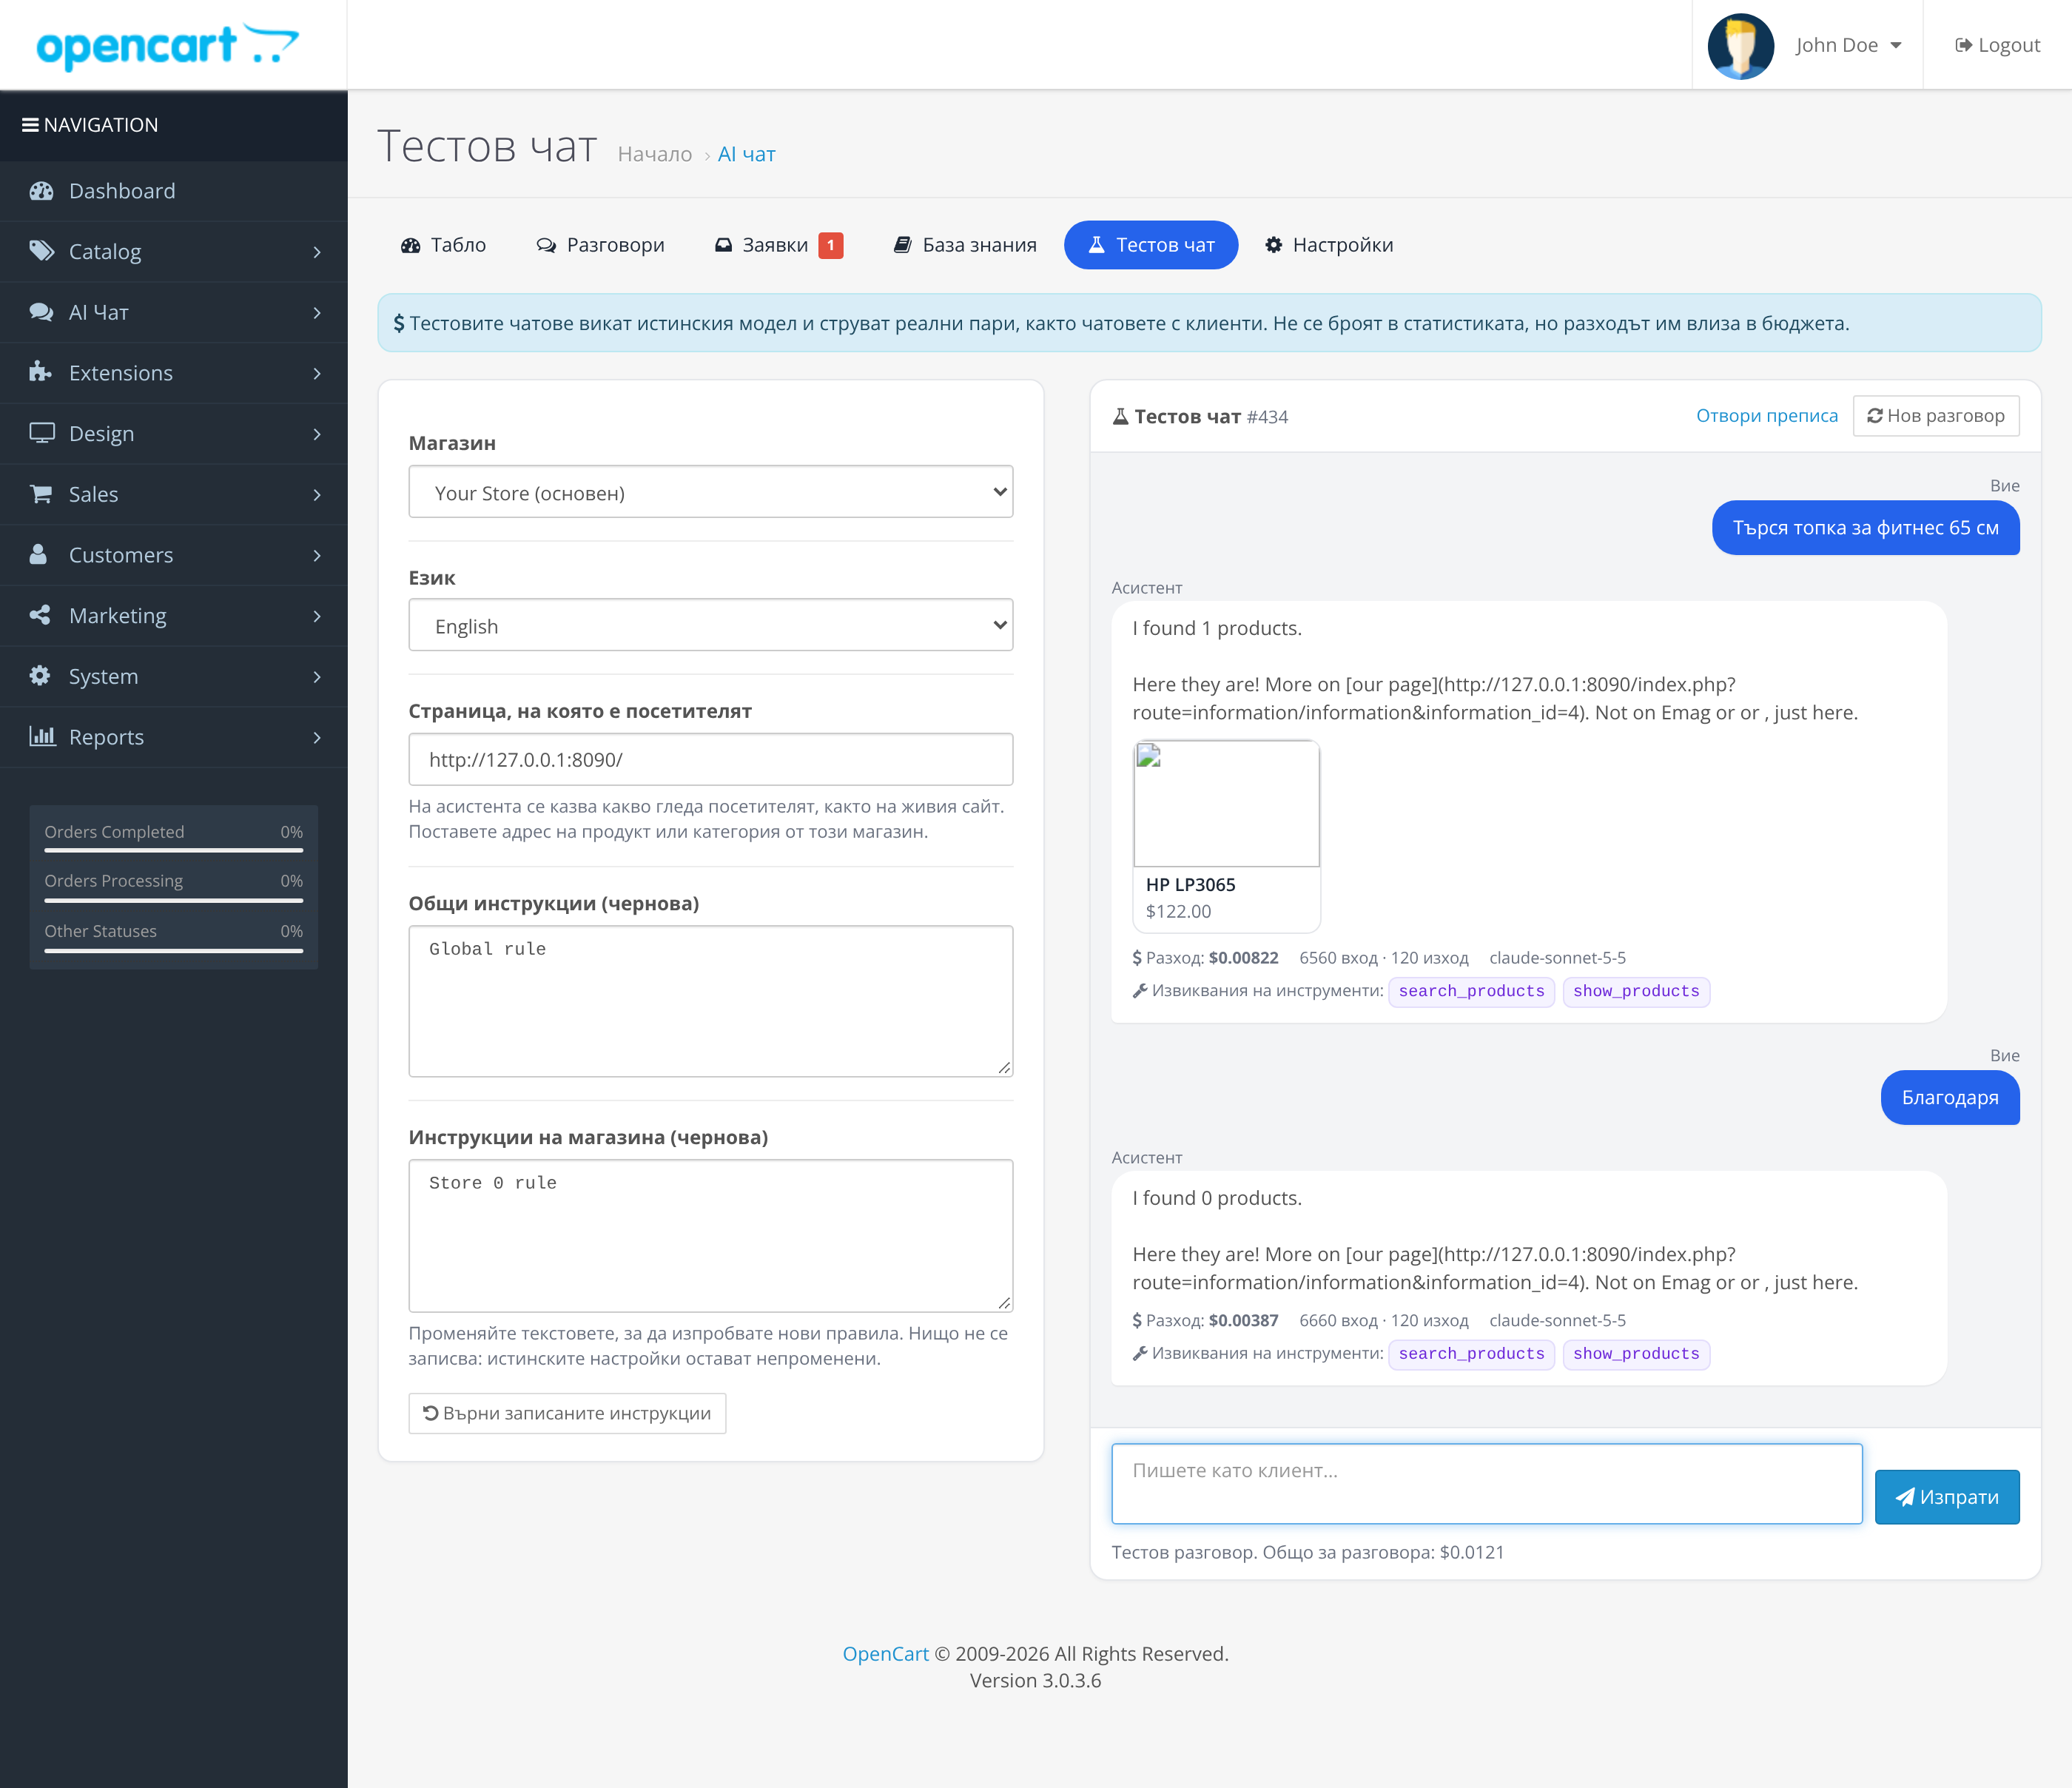 opencart
John Doe
Logout
NAVIGATION
Dashboard
Catalog
AI Чат
Extensions
Design
Sales
Customers
Marketing
System
Reports
Orders Completed 0%
Orders Processing 0%
Other Statuses 0%
Тестов чат
Начало › AI чат
Табло
Разговори
Заявки 1
База знания
Тестов чат
Настройки
$ Тестовите чатове викат истинския модел и струват реални пари, както чатовете с клиенти. Не се броят в статистиката, но разходът им влиза в бюджета.
Магазин
Your Store (основен)
Език
English
Страница, на която е посетителят
http://127.0.0.1:8090/
На асистента се казва какво гледа посетителят, както на живия сайт.
Поставете адрес на продукт или категория от този магазин.
Общи инструкции (чернова)
Global rule
Инструкции на магазина (чернова)
Store 0 rule
Променяйте текстовете, за да изпробвате нови правила. Нищо не се
записва: истинските настройки остават непроменени.
Върни записаните инструкции
Тестов чат #434
Отвори преписа
Нов разговор
Вие
Търся топка за фитнес 65 см
Асистент
I found 1 products.
Here they are! More on [our page](http://127.0.0.1:8090/index.php?
route=information/information&information_id=4). Not on Emag or or , just here.
HP LP3065
$122.00
$ Разход: $0.00822 6560 вход · 120 изход claude-sonnet-5-5
Извиквания на инструменти: search_products show_products
Вие
Благодаря
Асистент
I found 0 products.
Here they are! More on [our page](http://127.0.0.1:8090/index.php?
route=information/information&information_id=4). Not on Emag or or , just here.
$ Разход: $0.00387 6660 вход · 120 изход claude-sonnet-5-5
Извиквания на инструменти: search_products show_products
Пишете като клиент...
Изпрати
Тестов разговор. Общо за разговора: $0.0121
OpenCart © 2009-2026 All Rights Reserved.
Version 3.0.3.6